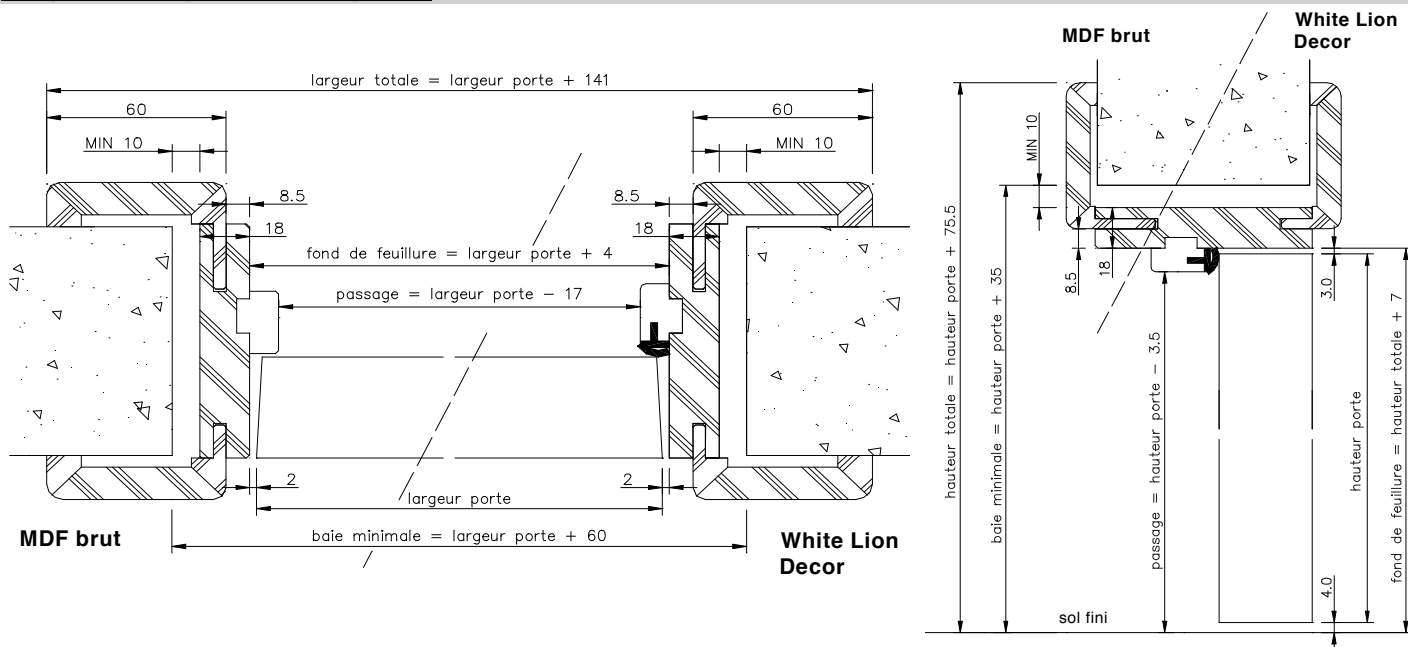 largeur totale = largeur porte + 141
60
60
MIN 10
MIN 10
8.5
8.5
18
18
fond de feuillure = largeur porte + 4
passage = largeur porte − 17
2
2
largeur porte
baie minimale = largeur porte + 60
MDF brut
White Lion
Decor
MDF brut
White Lion
Decor
MIN 10
hauteur totale = hauteur porte + 75.5
baie minimale = hauteur porte + 35
8.5
18
passage = hauteur porte − 3.5
3.0
hauteur porte
fond de feuillure = hauteur totale + 7
4.0
sol fini